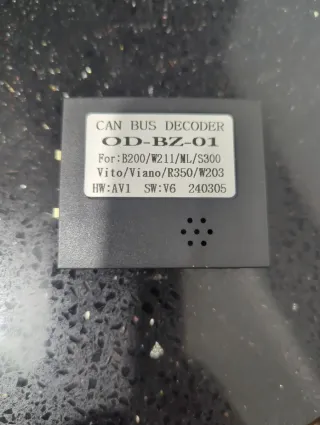 CAN BUS DECODER
OD-BZ-01
For:B200/W211/ML/S300
Vito/Viano/R350/W203
HW:AV1 SW:V6 240305